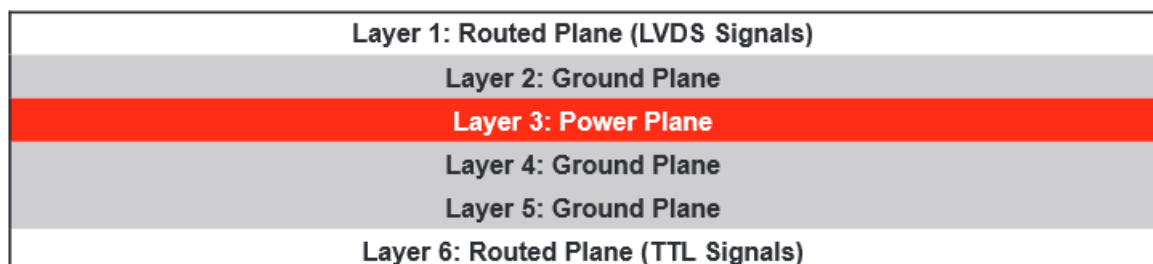 Layer 1: Routed Plane (LVDS Signals)
Layer 2: Ground Plane
Layer 3: Power Plane
Layer 4: Ground Plane
Layer 5: Ground Plane
Layer 6: Routed Plane (TTL Signals)